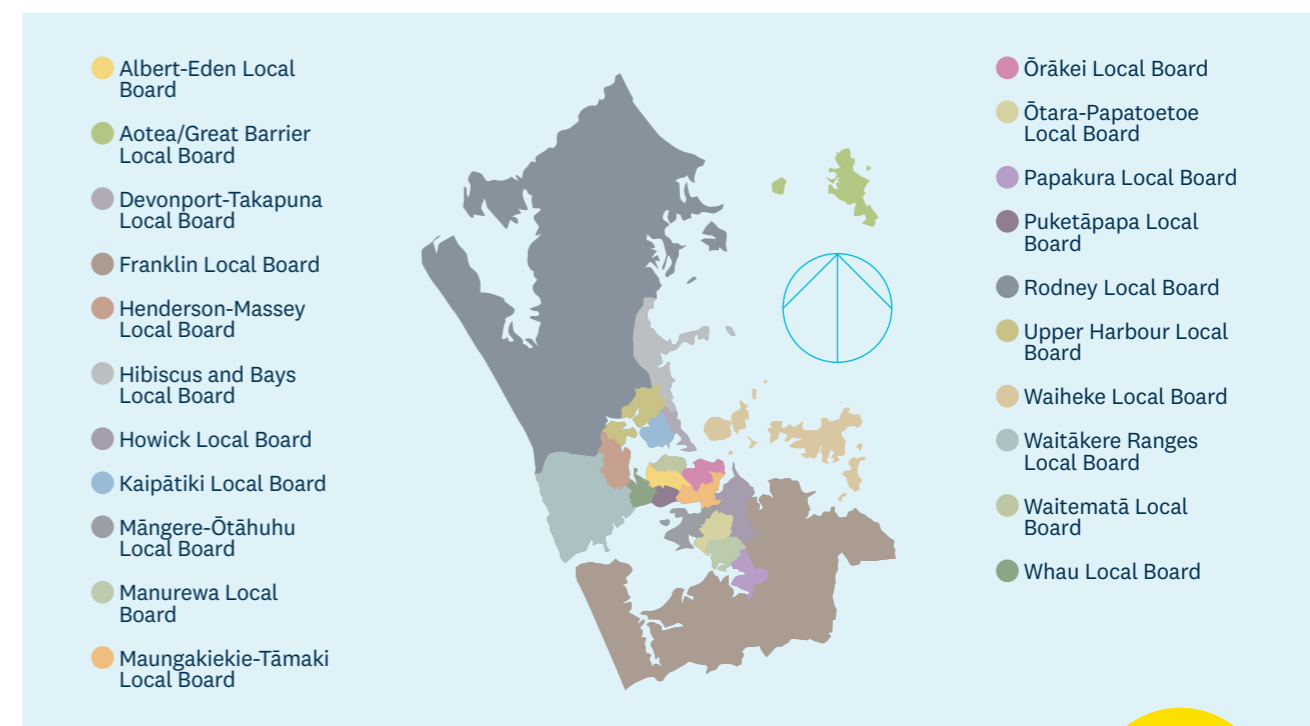 Albert-Eden Local
Board
Aotea/Great Barrier
Local Board
Devonport-Takapuna
Local Board
Franklin Local Board
Henderson-Massey
Local Board
Hibiscus and Bays
Local Board
Howick Local Board
Kaipātiki Local Board
Māngere-Ōtāhuhu
Local Board
Manurewa Local
Board
Maungakiekie-Tāmaki
Local Board
Ōrākei Local Board
Ōtara-Papatoetoe
Local Board
Papakura Local Board
Puketāpapa Local
Board
Rodney Local Board
Upper Harbour Local
Board
Waiheke Local Board
Waitākere Ranges
Local Board
Waitematā Local
Board
Whau Local Board